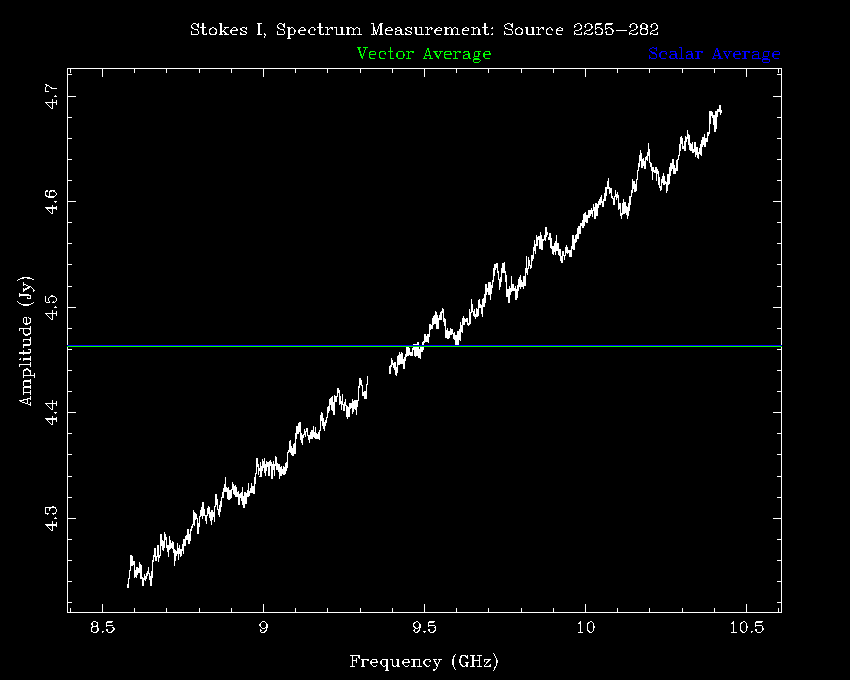 Stokes I, Spectrum Measurement: Source 2255−282
Vector Average Scalar Average
4.7
4.6
4.5
4.4
4.3
Amplitude (Jy)
8.5 9 9.5 10 10.5
Frequency (GHz)